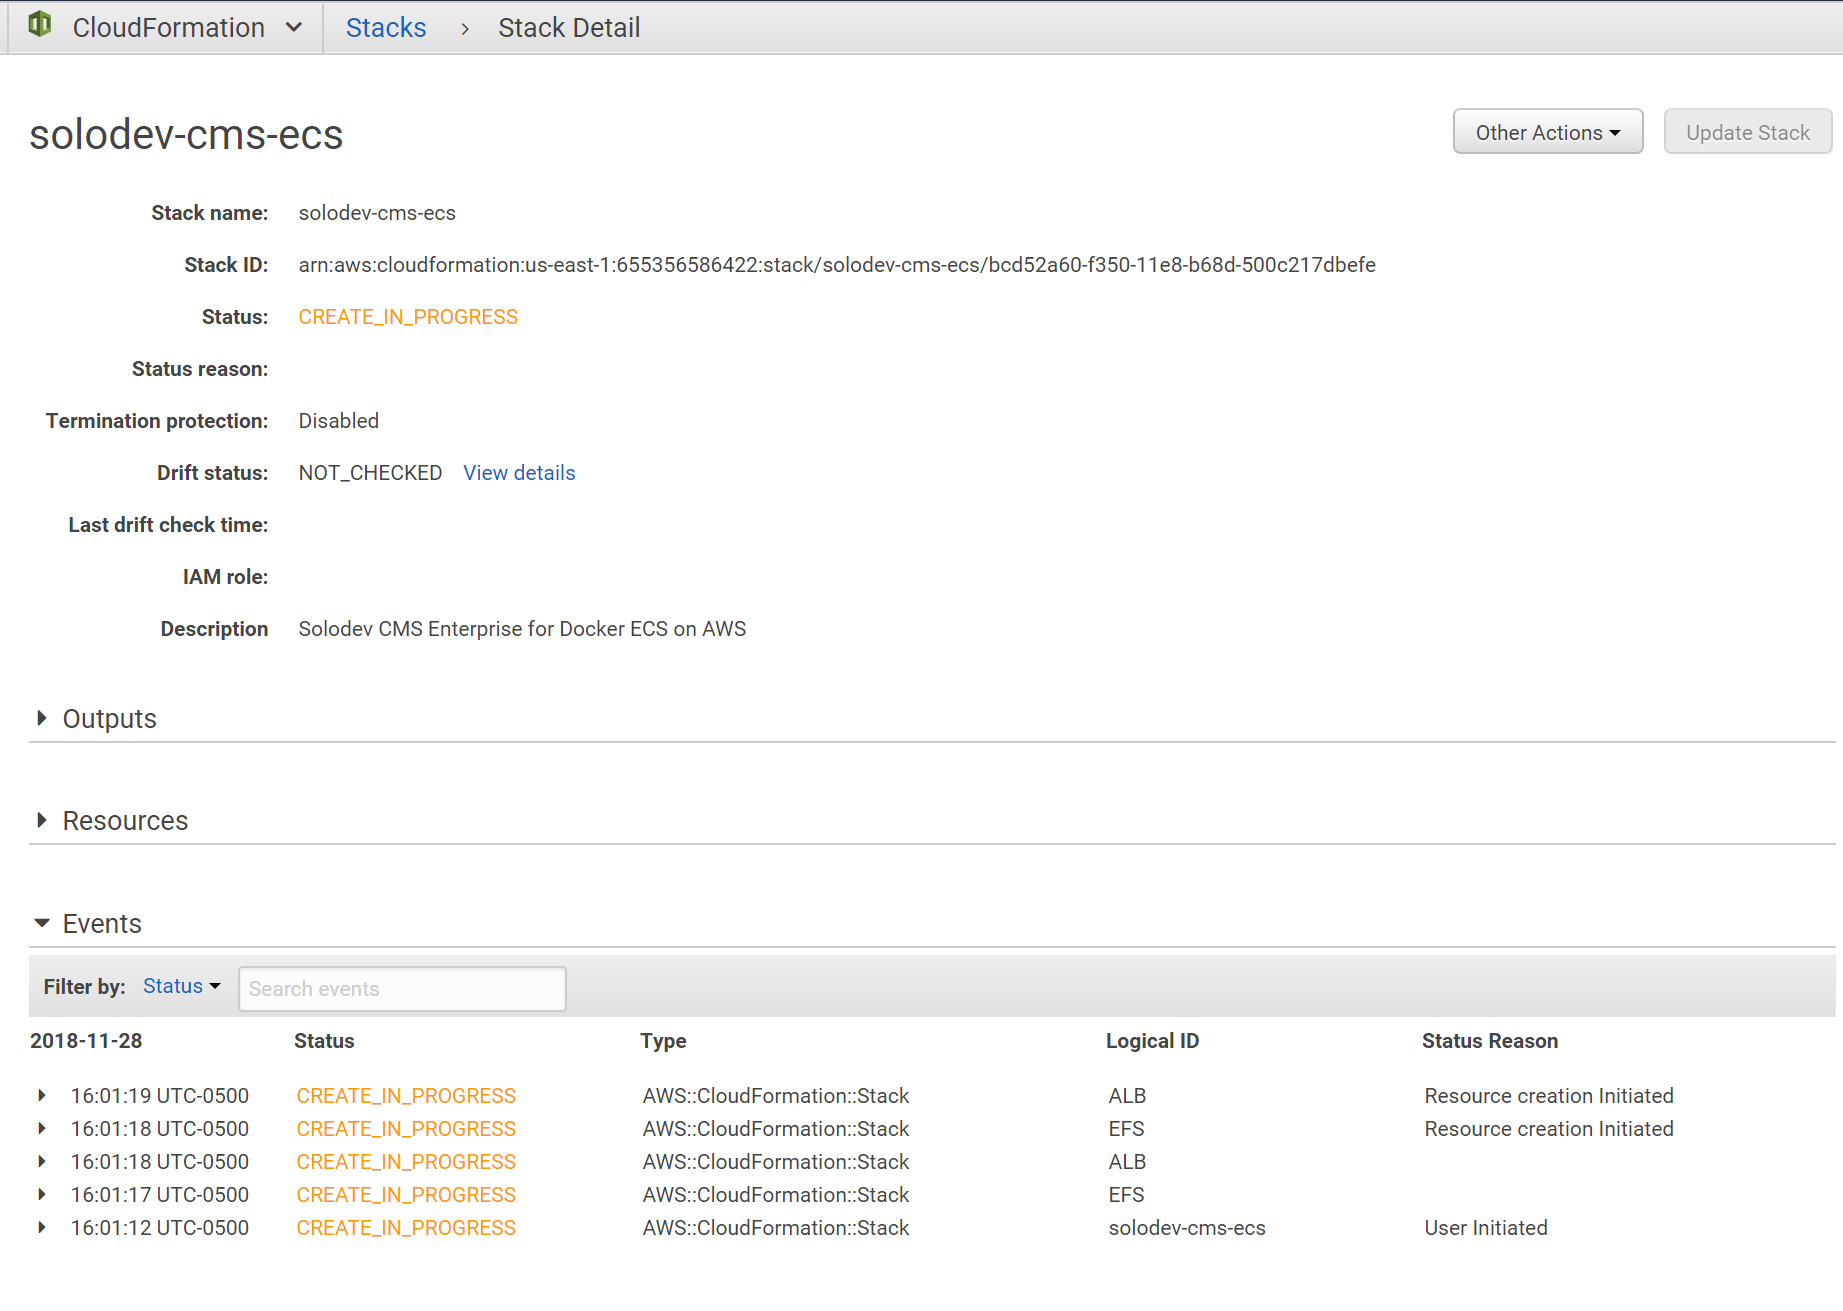 CloudFormation Stacks > Stack Detail
solodev-cms-ecs Other Actions Update Stack
Stack name: solodev-cms-ecs
Stack ID: arn:aws:cloudformation:us-east-1:655356586422:stack/solodev-cms-ecs/bcd52a60-f350-11e8-b68d-500c217dbefe
Status: CREATE_IN_PROGRESS
Status reason:
Termination protection: Disabled
Drift status: NOT_CHECKED View details
Last drift check time:
IAM role:
Description Solodev CMS Enterprise for Docker ECS on AWS
Outputs
Resources
Events
Filter by: Status Search events
2018-11-28 Status Type Logical ID Status Reason
16:01:19 UTC-0500 CREATE_IN_PROGRESS AWS::CloudFormation::Stack ALB Resource creation Initiated
16:01:18 UTC-0500 CREATE_IN_PROGRESS AWS::CloudFormation::Stack EFS Resource creation Initiated
16:01:18 UTC-0500 CREATE_IN_PROGRESS AWS::CloudFormation::Stack ALB
16:01:17 UTC-0500 CREATE_IN_PROGRESS AWS::CloudFormation::Stack EFS
16:01:12 UTC-0500 CREATE_IN_PROGRESS AWS::CloudFormation::Stack solodev-cms-ecs User Initiated